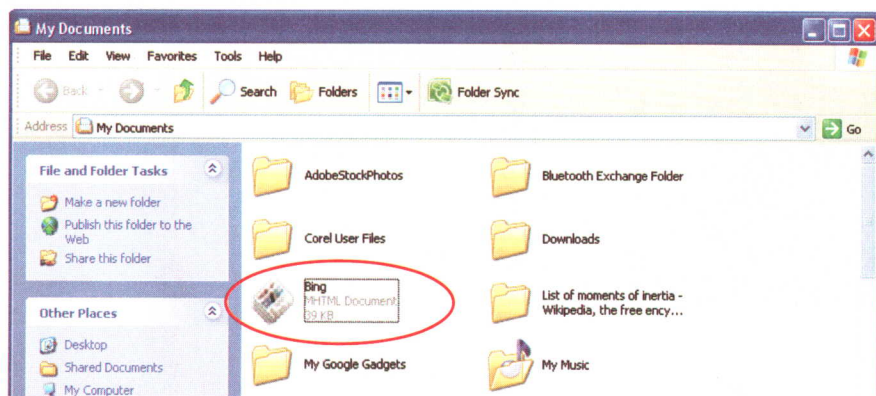 My Documents
File Edit View Favorites Tools Help
Back Search Folders Folder Sync
Address My Documents Go
File and Folder Tasks
Make a new folder
Publish this folder to the
Web
Share this folder
Other Places
Desktop
Shared Documents
My Computer
AdobeStockPhotos
Bluetooth Exchange Folder
Corel User Files
Downloads
Bing
MHTML Document
39 KB
List of moments of inertia -
Wikipedia, the free ency...
My Google Gadgets
My Music